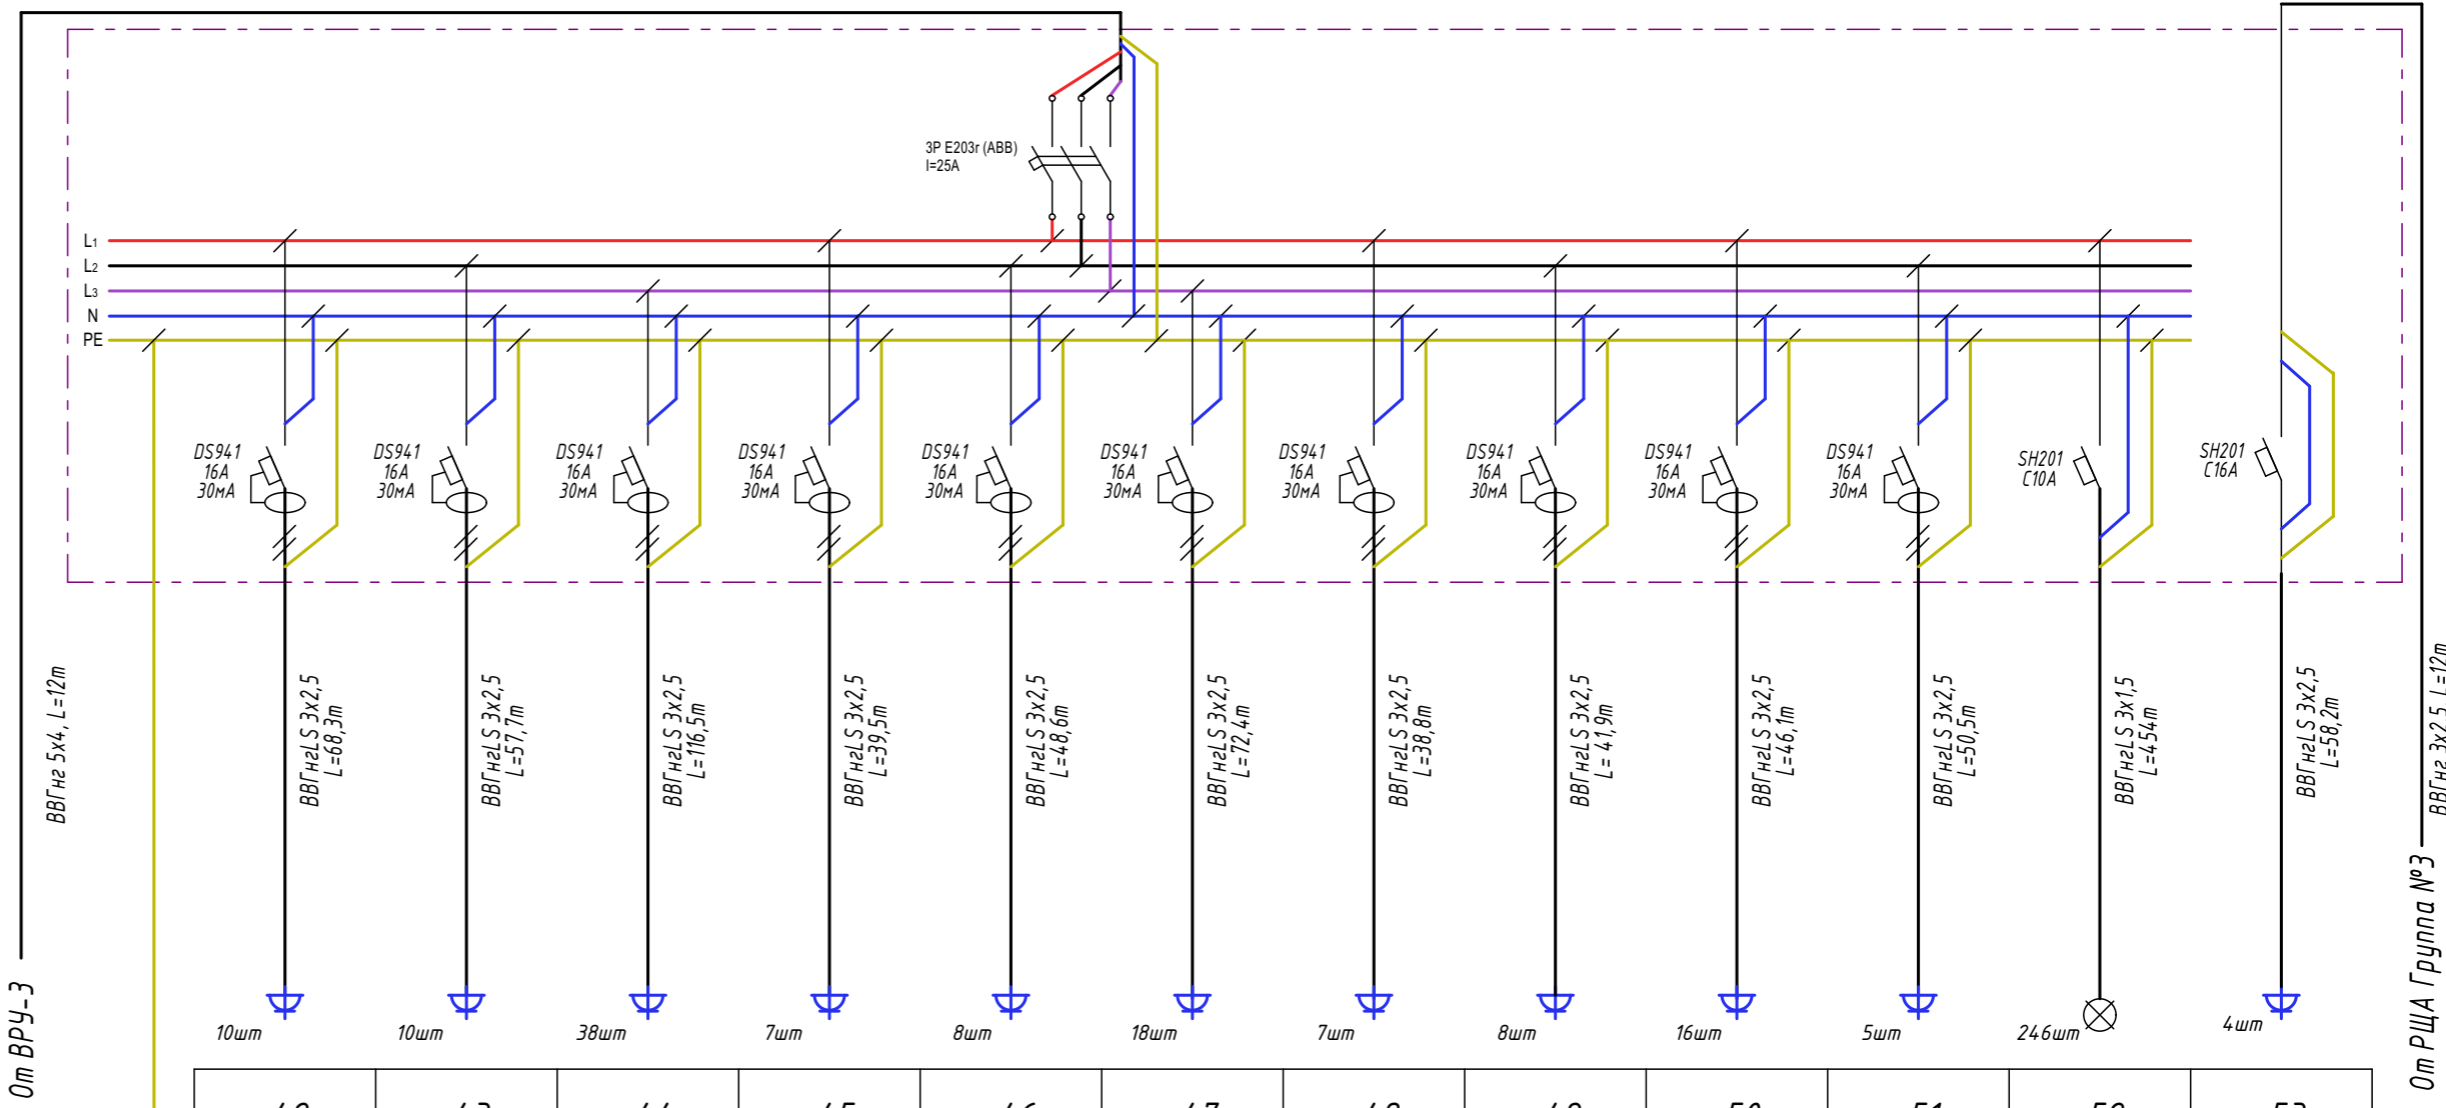 3P E203г (ABB)
I=25A
L1
L2
L3
N
PE
DS941
16A
30мА
DS941
16A
30мА
DS941
16A
30мА
DS941
16A
30мА
DS941
16A
30мА
DS941
16A
30мА
DS941
16A
30мА
DS941
16A
30мА
DS941
16A
30мА
DS941
16A
30мА
SH201
C10A
SH201
C16A
ВВГнг 5х4, L=12m
ВВГнгLS 3х2,5
L=68,3m
ВВГнгLS 3х2,5
L=57,7m
ВВГнгLS 3х2,5
L=116,5m
ВВГнгLS 3х2,5
L=39,5m
ВВГнгLS 3х2,5
L=48,6m
ВВГнгLS 3х2,5
L=72,4m
ВВГнгLS 3х2,5
L=38,8m
ВВГнгLS 3х2,5
L= 41,9m
ВВГнгLS 3х2,5
L=46,1m
ВВГнгLS 3х2,5
L=50,5m
ВВГнгLS 3х1,5
L=454m
ВВГнгLS 3х2,5
L=58,2m
ВВГнг 3х2,5, L=12m
От ВРУ-3
От РЩА Группа №3
10шт
10шт
38шт
7шт
8шт
18шт
7шт
8шт
16шт
5шт
246шт
4шт